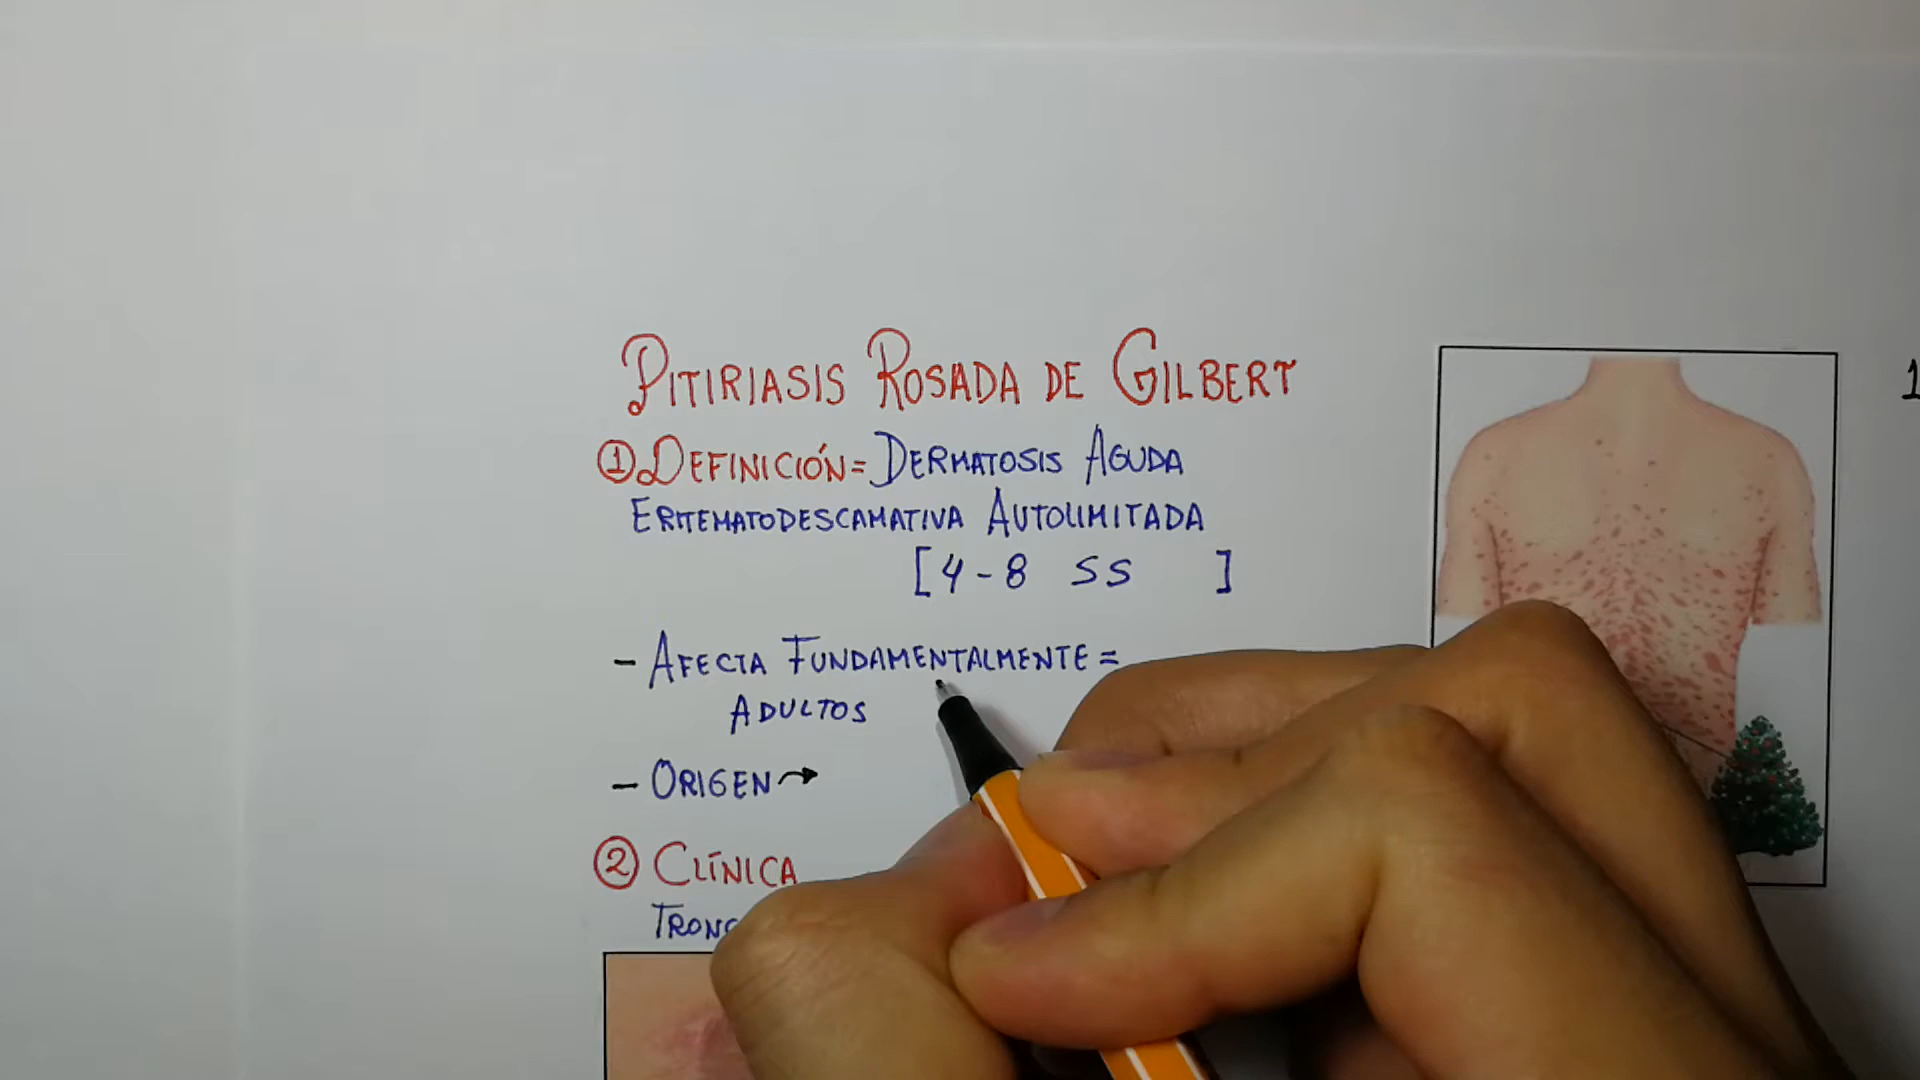 PITIRIASIS ROSADA DE GILBERT
① DEFINICIÓN = DERMATOSIS AGUDA
ERITEMATODESCAMATIVA AUTOLIMITADA
[4-8 SS ]
- AFECTA FUNDAMENTALMENTE =
ADULTOS
- ORIGEN →
② CLÍNICA
1